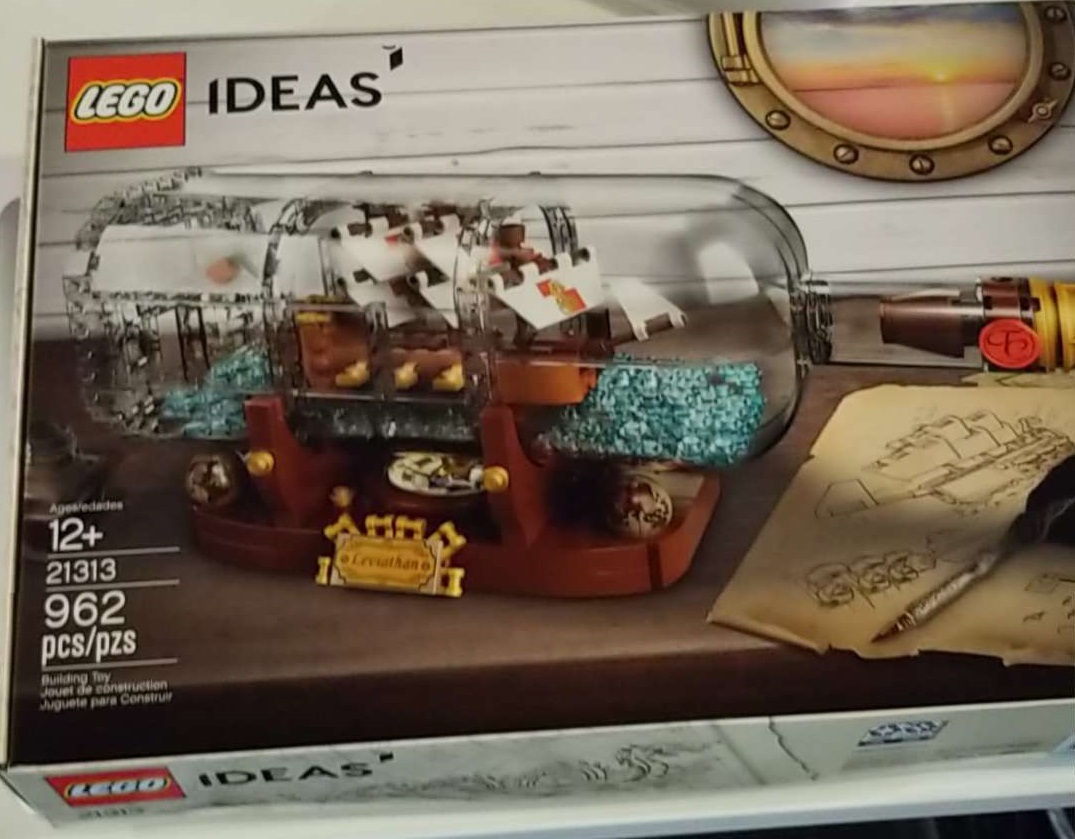 LEGO IDEAS
Leviathan
Ages/edades
12+
21313
962
pcs/pzs
Building Toy
Jouet de construction
Juguete para Construir
LEGO IDEAS
21313